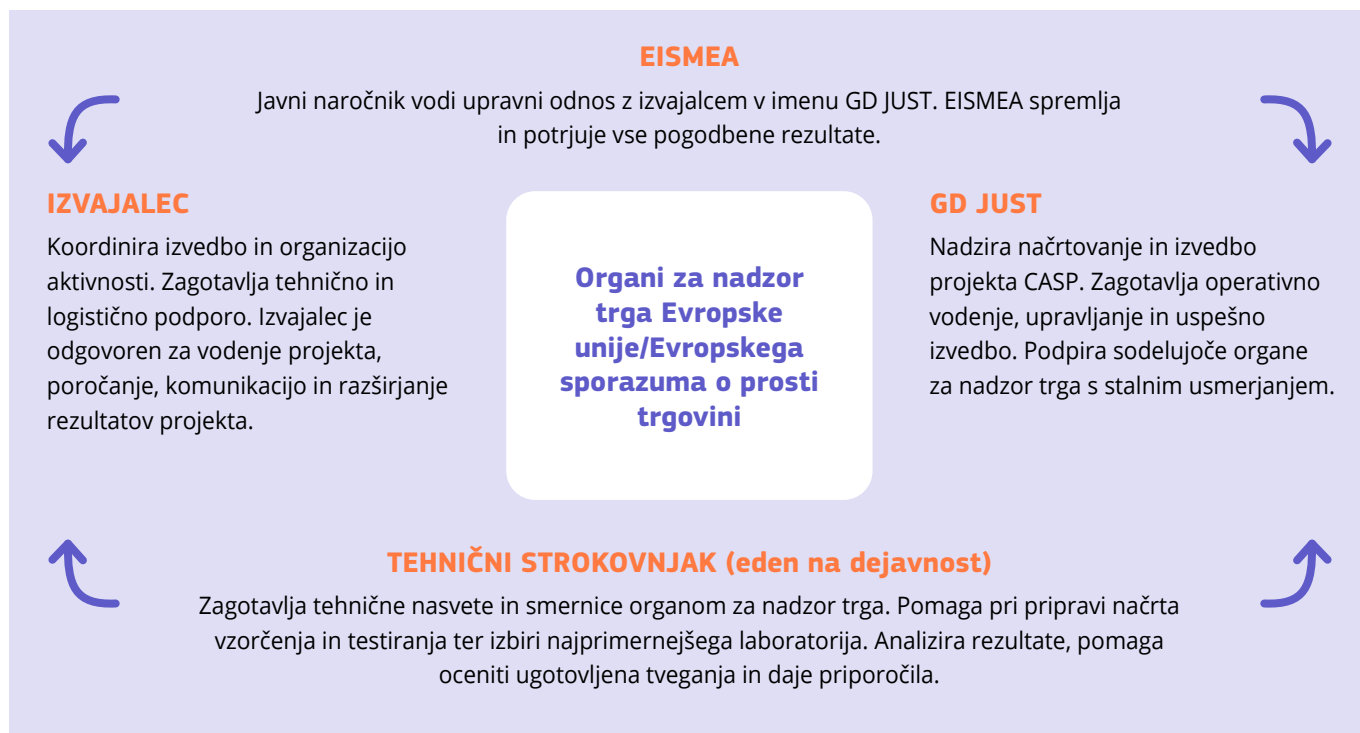 EISMEA
Javni naročnik vodi upravni odnos z izvajalcem v imenu GD JUST. EISMEA spremlja
in potrjuje vse pogodbene rezultate.
IZVAJALEC
Koordinira izvedbo in organizacijo
aktivnosti. Zagotavlja tehnično in
logistično podporo. Izvajalec je
odgovoren za vodenje projekta,
poročanje, komunikacijo in razširjanje
rezultatov projekta.
Organi za nadzor
trga Evropske
unije/Evropskega
sporazuma o prosti
trgovini
GD JUST
Nadzira načrtovanje in izvedbo
projekta CASP. Zagotavlja operativno
vodenje, upravljanje in uspešno
izvedbo. Podpira sodelujoče organe
za nadzor trga s stalnim usmerjanjem.
TEHNIČNI STROKOVNJAK (eden na dejavnost)
Zagotavlja tehnične nasvete in smernice organom za nadzor trga. Pomaga pri pripravi načrta
vzorčenja in testiranja ter izbiri najprimernejšega laboratorija. Analizira rezultate, pomaga
oceniti ugotovljena tveganja in daje priporočila.